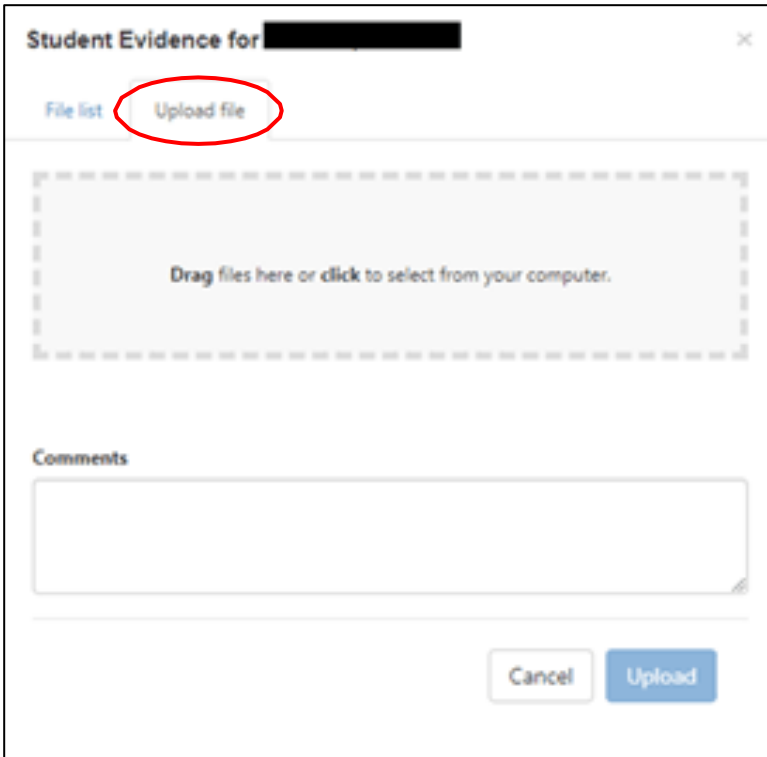 Student Evidence for
×
File list Upload file
Drag files here or click to select from your computer.
Comments
Cancel Upload